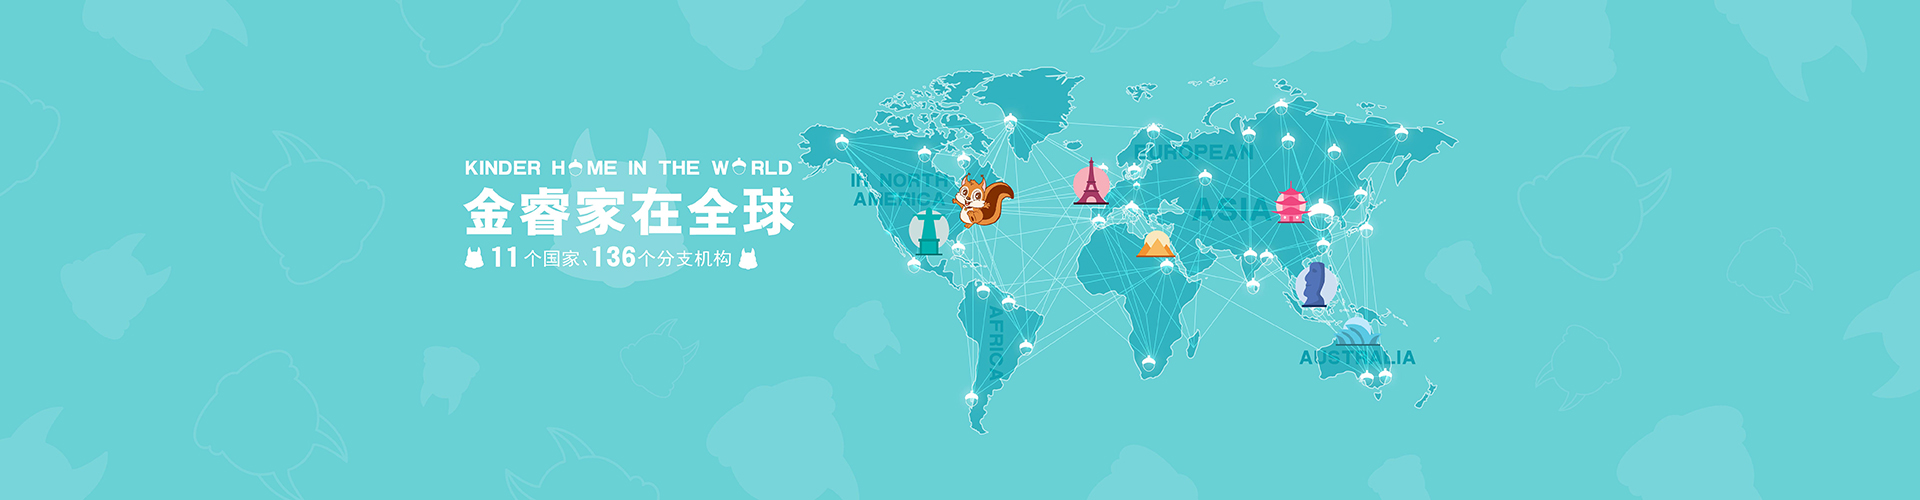 KINDER HOME IN THE WORLD
金睿家在全球
11个国家、136个分支机构
EUROPEAN
IN NORTH
AMERICA
ASIA
AFRICA
AUSTRALIA